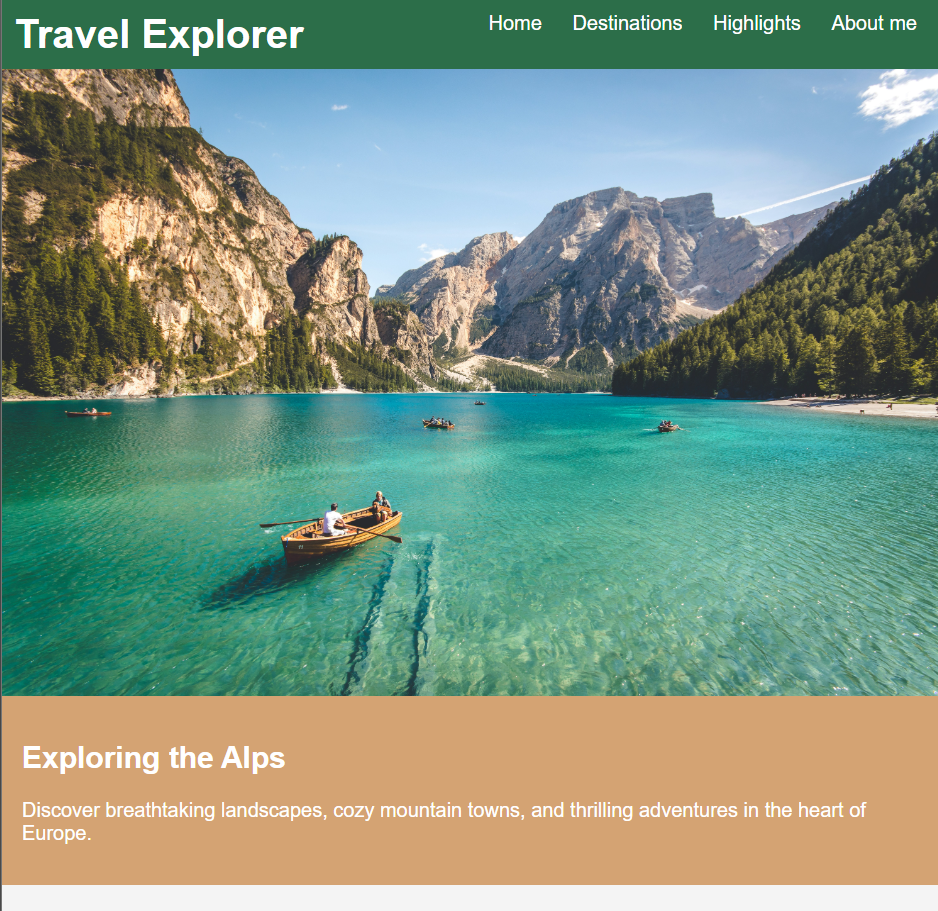 Travel Explorer
Home Destinations Highlights About me
Exploring the Alps
Discover breathtaking landscapes, cozy mountain towns, and thrilling adventures in the heart of
Europe.